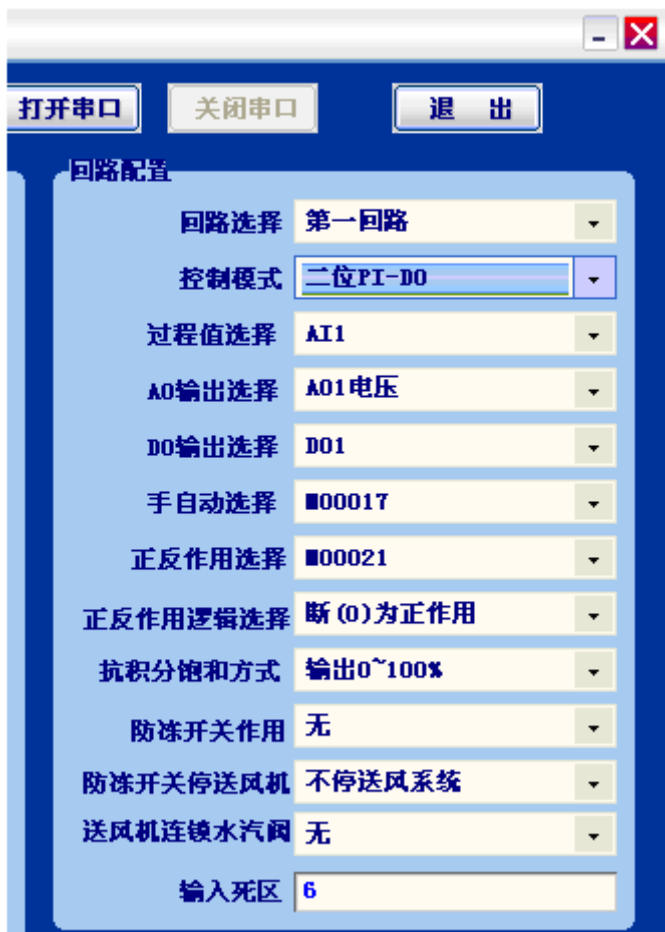 打开串口 关闭串口 退 出
回路配置
回路选择 第一回路
控制模式 二位PI-DO
过程值选择 AI1
AO输出选择 AO1电压
DO输出选择 DO1
手自动选择 M00017
正反作用选择 M00021
正反作用逻辑选择 断(0)为正作用
抗积分饱和方式 输出0~100%
防冻开关作用 无
防冻开关停送风机 不停送风系统
送风机连锁水汽阀 无
输入死区 6